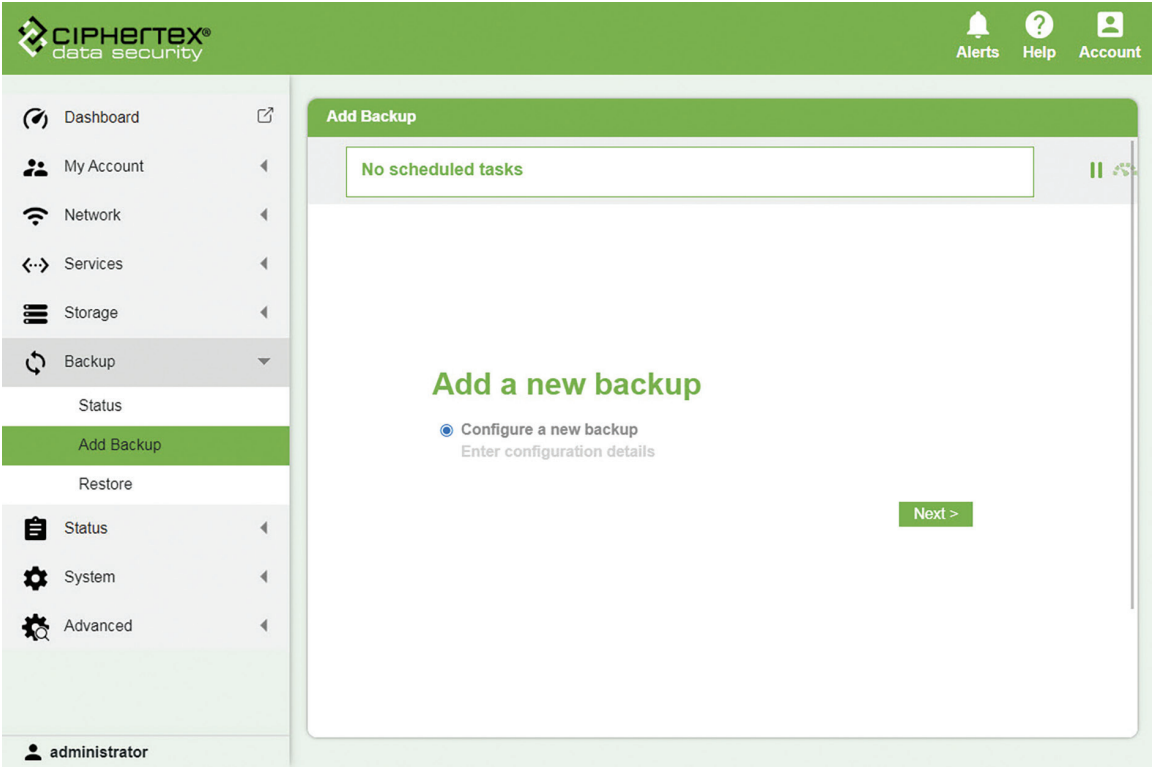 CIPHERTEX®
data security
Alerts
Help
Account
Dashboard
My Account
Network
Services
Storage
Backup
Status
Add Backup
Restore
Status
System
Advanced
administrator
Add Backup
No scheduled tasks
Add a new backup
Configure a new backup
Enter configuration details
Next >